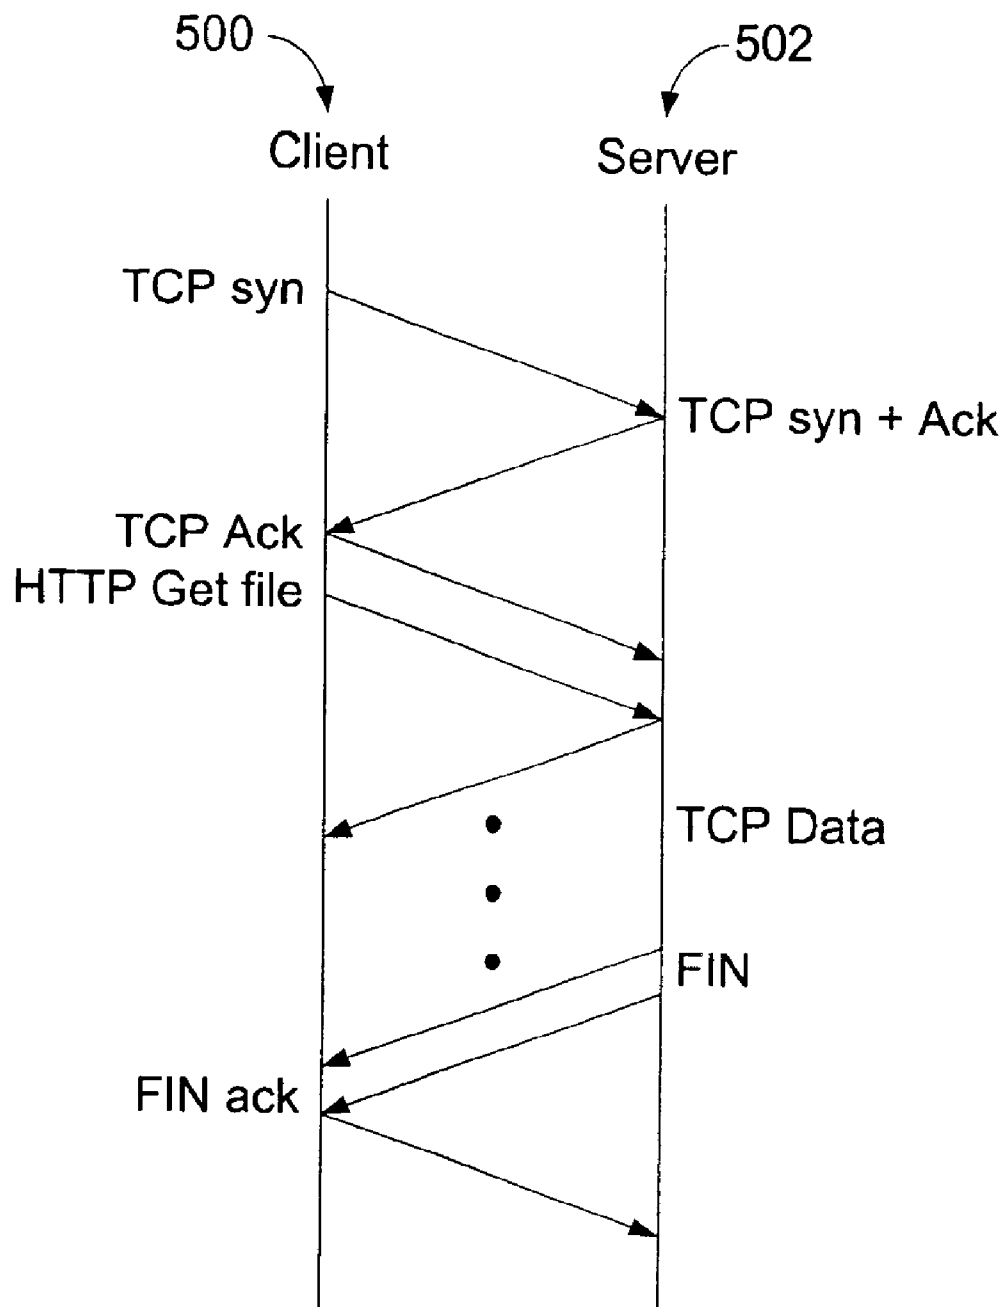 500
502
Client
Server
TCP syn
TCP syn + Ack
TCP Ack
HTTP Get file
TCP Data
FIN
FIN ack